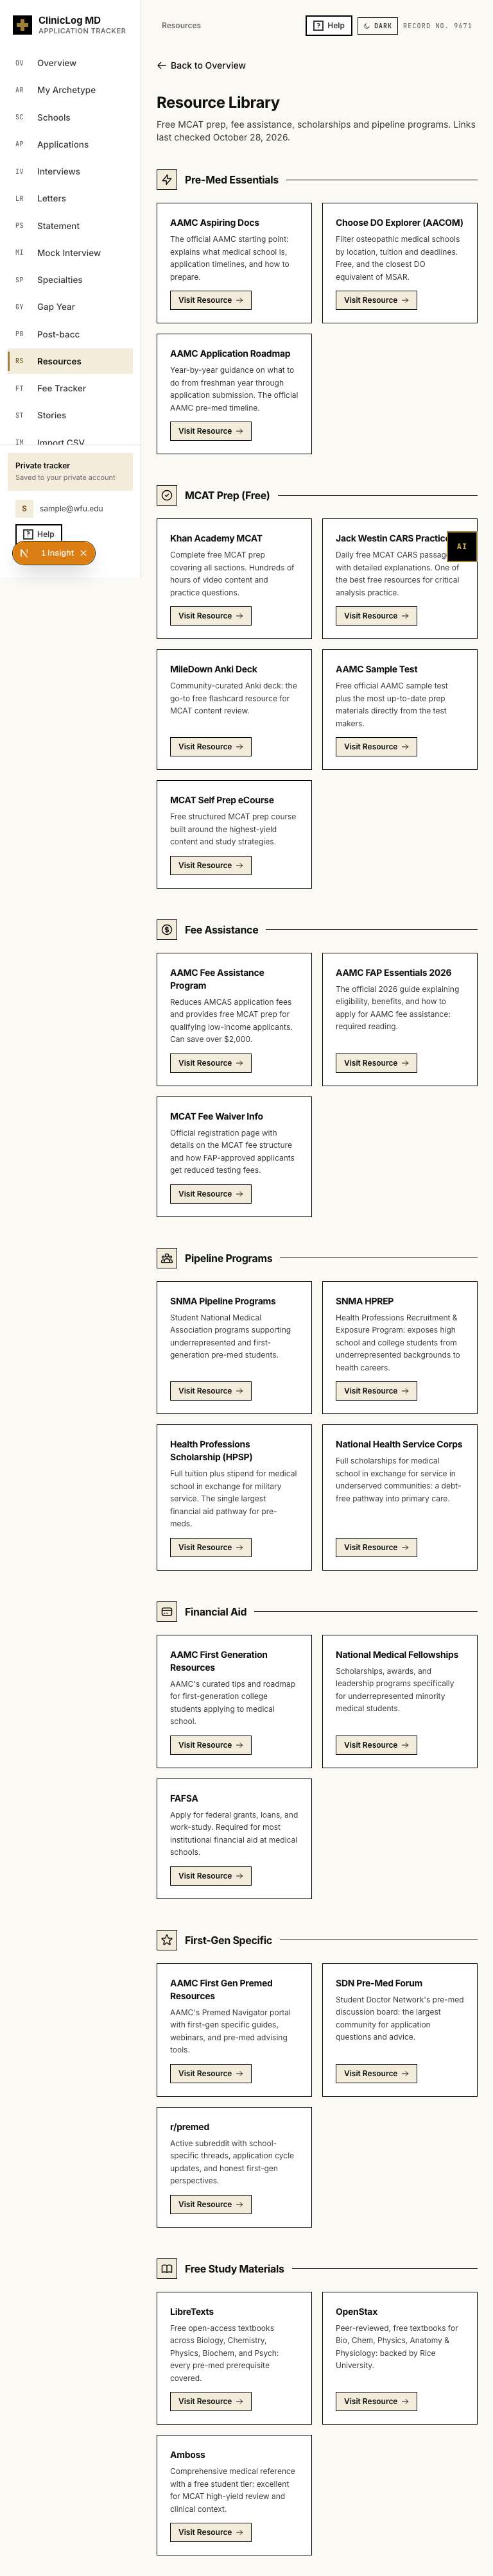 ClinicLog MD
APPLICATION TRACKER
OV Overview
AR My Archetype
SC Schools
AP Applications
IV Interviews
LR Letters
PS Statement
MI Mock Interview
SP Specialties
GY Gap Year
PB Post-bacc
RS Resources
FT Fee Tracker
ST Stories
IM Import CSV
Private tracker
Saved to your private account
S sample@wfu.edu
? Help
N 1 Insight
Resources
? Help
DARK
RECORD NO. 9671
Back to Overview
Resource Library
Free MCAT prep, fee assistance, scholarships and pipeline programs. Links
last checked October 28, 2026.
Pre-Med Essentials
AAMC Aspiring Docs
The official AAMC starting point:
explains what medical school is,
application timelines, and how to
prepare.
Visit Resource
Choose DO Explorer (AACOM)
Filter osteopathic medical schools
by location, tuition and deadlines.
Free, and the closest DO
equivalent of MSAR.
Visit Resource
AAMC Application Roadmap
Year-by-year guidance on what to
do from freshman year through
application submission. The official
AAMC pre-med timeline.
Visit Resource
MCAT Prep (Free)
Khan Academy MCAT
Complete free MCAT prep
covering all sections. Hundreds of
hours of video content and
practice questions.
Visit Resource
Jack Westin CARS Practice
Daily free MCAT CARS
with detailed explanations. One of
the best free resources for critical
analysis practice.
Visit Resource
AI
MileDown Anki Deck
Community-curated Anki deck: the
go-to free flashcard resource for
MCAT content review.
Visit Resource
AAMC Sample Test
Free official AAMC sample test
plus the most up-to-date prep
materials directly from the test
makers.
Visit Resource
MCAT Self Prep eCourse
Free structured MCAT prep course
built around the highest-yield
content and study strategies.
Visit Resource
Fee Assistance
AAMC Fee Assistance
Program
Reduces AMCAS application fees
and provides free MCAT prep for
qualifying low-income applicants.
Can save over $2,000.
Visit Resource
AAMC FAP Essentials 2026
The official 2026 guide explaining
eligibility, benefits, and how to
apply for AAMC fee assistance:
required reading.
Visit Resource
MCAT Fee Waiver Info
Official registration page with
details on the MCAT fee structure
and how FAP-approved applicants
get reduced testing fees.
Visit Resource
Pipeline Programs
SNMA Pipeline Programs
Student National Medical
Association programs supporting
underrepresented and first-
generation pre-med students.
Visit Resource
SNMA HPREP
Health Professions Recruitment &
Exposure Program: exposes high
school and college students from
underrepresented backgrounds to
health careers.
Visit Resource
Health Professions
Scholarship (HPSP)
Full tuition plus stipend for medical
school in exchange for military
service. The single largest
financial aid pathway for pre-
meds.
Visit Resource
National Health Service Corps
Full scholarships for medical
school in exchange for service in
underserved communities: a debt-
free pathway into primary care.
Visit Resource
Financial Aid
AAMC First Generation
Resources
AAMC's curated tips and roadmap
for first-generation college
students applying to medical
school.
Visit Resource
National Medical Fellowships
Scholarships, awards, and
leadership programs specifically
for underrepresented minority
medical students.
Visit Resource
FAFSA
Apply for federal grants, loans, and
work-study. Required for most
institutional financial aid at medical
schools.
Visit Resource
First-Gen Specific
AAMC First Gen Premed
Resources
AAMC's Premed Navigator portal
with first-gen specific guides,
webinars, and pre-med advising
tools.
Visit Resource
SDN Pre-Med Forum
Student Doctor Network's pre-med
discussion board: the largest
community for application
questions and advice.
Visit Resource
r/premed
Active subreddit with school-
specific threads, application cycle
updates, and honest first-gen
perspectives.
Visit Resource
Free Study Materials
LibreTexts
Free open-access textbooks
across Biology, Chemistry,
Physics, Biochem, and Psych:
every pre-med prerequisite
covered.
Visit Resource
OpenStax
Peer-reviewed, free textbooks for
Bio, Chem, Physics, Anatomy &
Physiology: backed by Rice
University.
Visit Resource
Amboss
Comprehensive medical reference
with a free student tier: excellent
for MCAT high-yield review and
clinical context.
Visit Resource